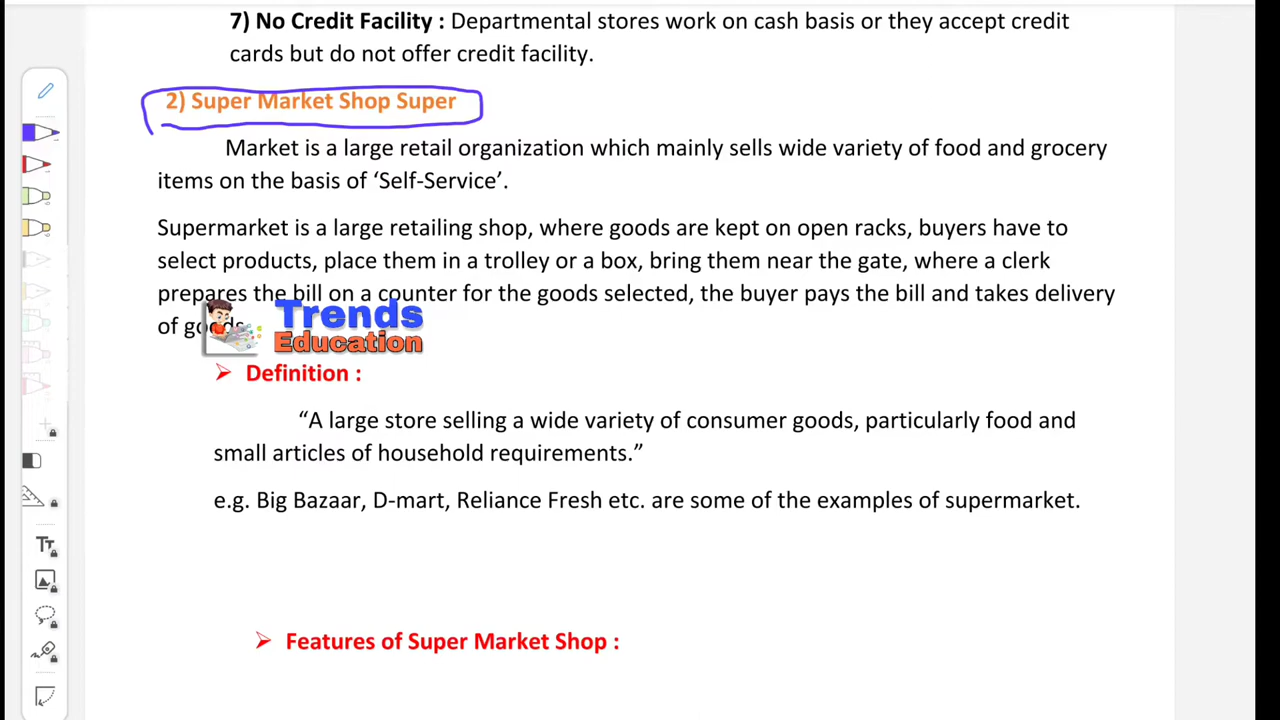 7) No Credit Facility : Departmental stores work on cash basis or they accept credit
cards but do not offer credit facility.
2) Super Market Shop Super
Market is a large retail organization which mainly sells wide variety of food and grocery
items on the basis of ‘Self-Service’.
Supermarket is a large retailing shop, where goods are kept on open racks, buyers have to
select products, place them in a trolley or a box, bring them near the gate, where a clerk
prepares the bill on a counter for the goods selected, the buyer pays the bill and takes delivery
of goods
Trends
Education
➢ Definition :
“A large store selling a wide variety of consumer goods, particularly food and
small articles of household requirements.”
e.g. Big Bazaar, D-mart, Reliance Fresh etc. are some of the examples of supermarket.
➢ Features of Super Market Shop :
Tт